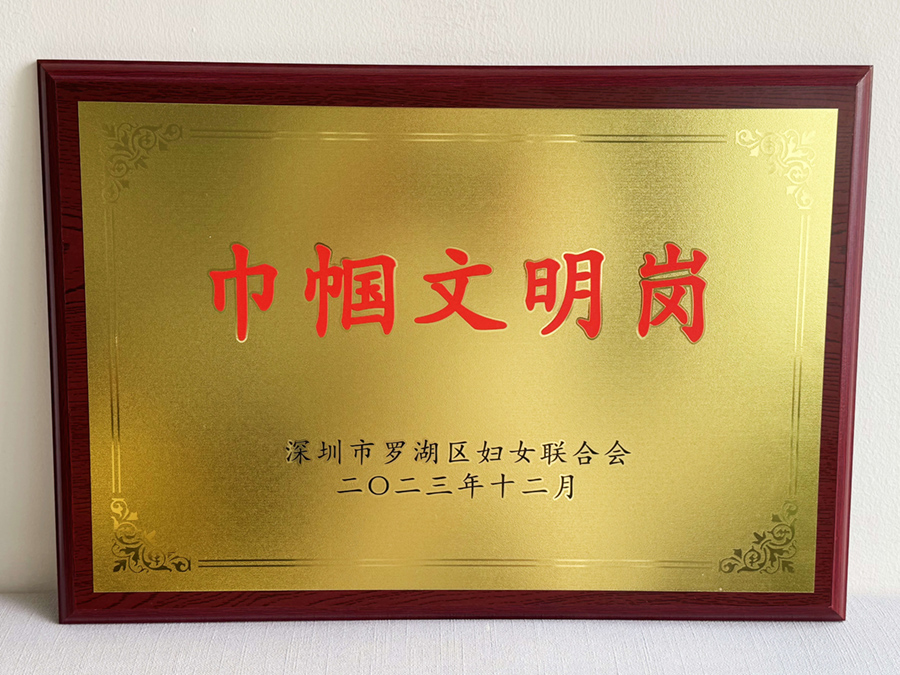 巾帼文明岗
深圳市罗湖区妇女联合会
二〇二三年十二月